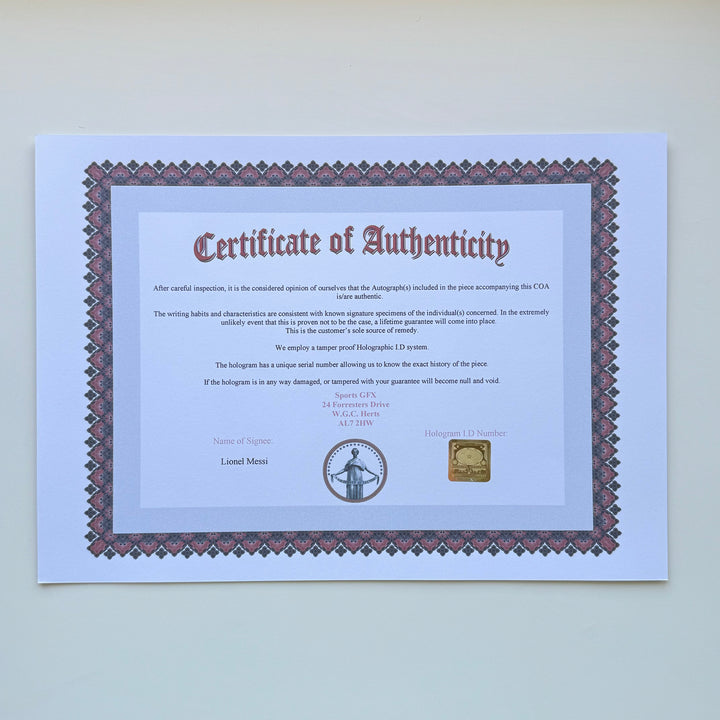 Certificate of Authenticity
After careful inspection, it is the considered opinion of ourselves that the Autograph(s) included in the piece accompanying this COA
is/are authentic.
The writing habits and characteristics are consistent with known signature specimens of the individual(s) concerned. In the extremely
unlikely event that this is proven not to be the case, a lifetime guarantee will come into place.
This is the customer's sole source of remedy.
We employ a tamper proof Holographic I.D system.
The hologram has a unique serial number allowing us to know the exact history of the piece.
If the hologram is in any way damaged, or tampered with your guarantee will become null and void.
Sports GFX
24 Forresters Drive
W.G.C. Herts
AL7 2HW
Name of Signee:
Lionel Messi
Hologram I.D Number: